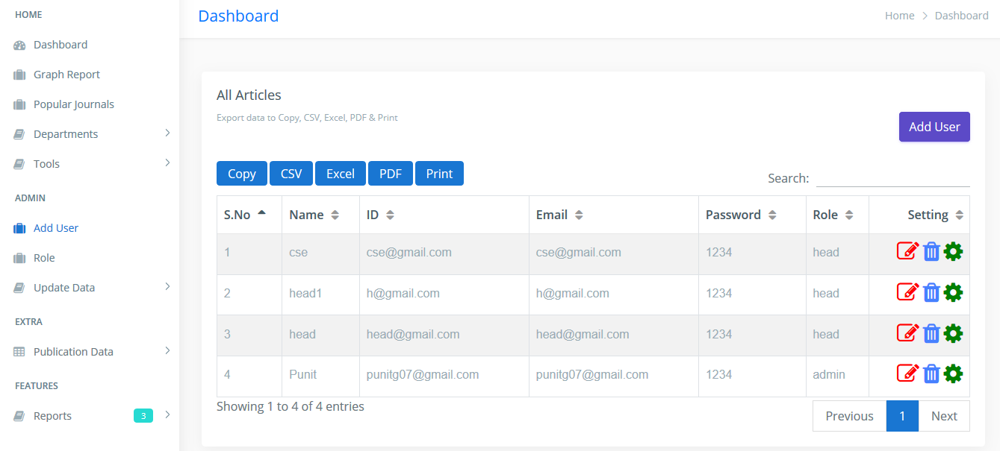 HOME
Dashboard
Graph Report
Popular Journals
Departments
Tools
ADMIN
Add User
Role
Update Data
EXTRA
Publication Data
FEATURES
Reports 3
Dashboard
Home > Dashboard
All Articles
Export data to Copy, CSV, Excel, PDF & Print
Add User
Copy CSV Excel PDF Print
Search:
S.No Name ID Email Password Role Setting
1 cse cse@gmail.com cse@gmail.com 1234 head
2 head1 h@gmail.com h@gmail.com 1234 head
3 head head@gmail.com head@gmail.com 1234 head
4 Punit punitg07@gmail.com punitg07@gmail.com 1234 admin
Showing 1 to 4 of 4 entries
Previous 1 Next